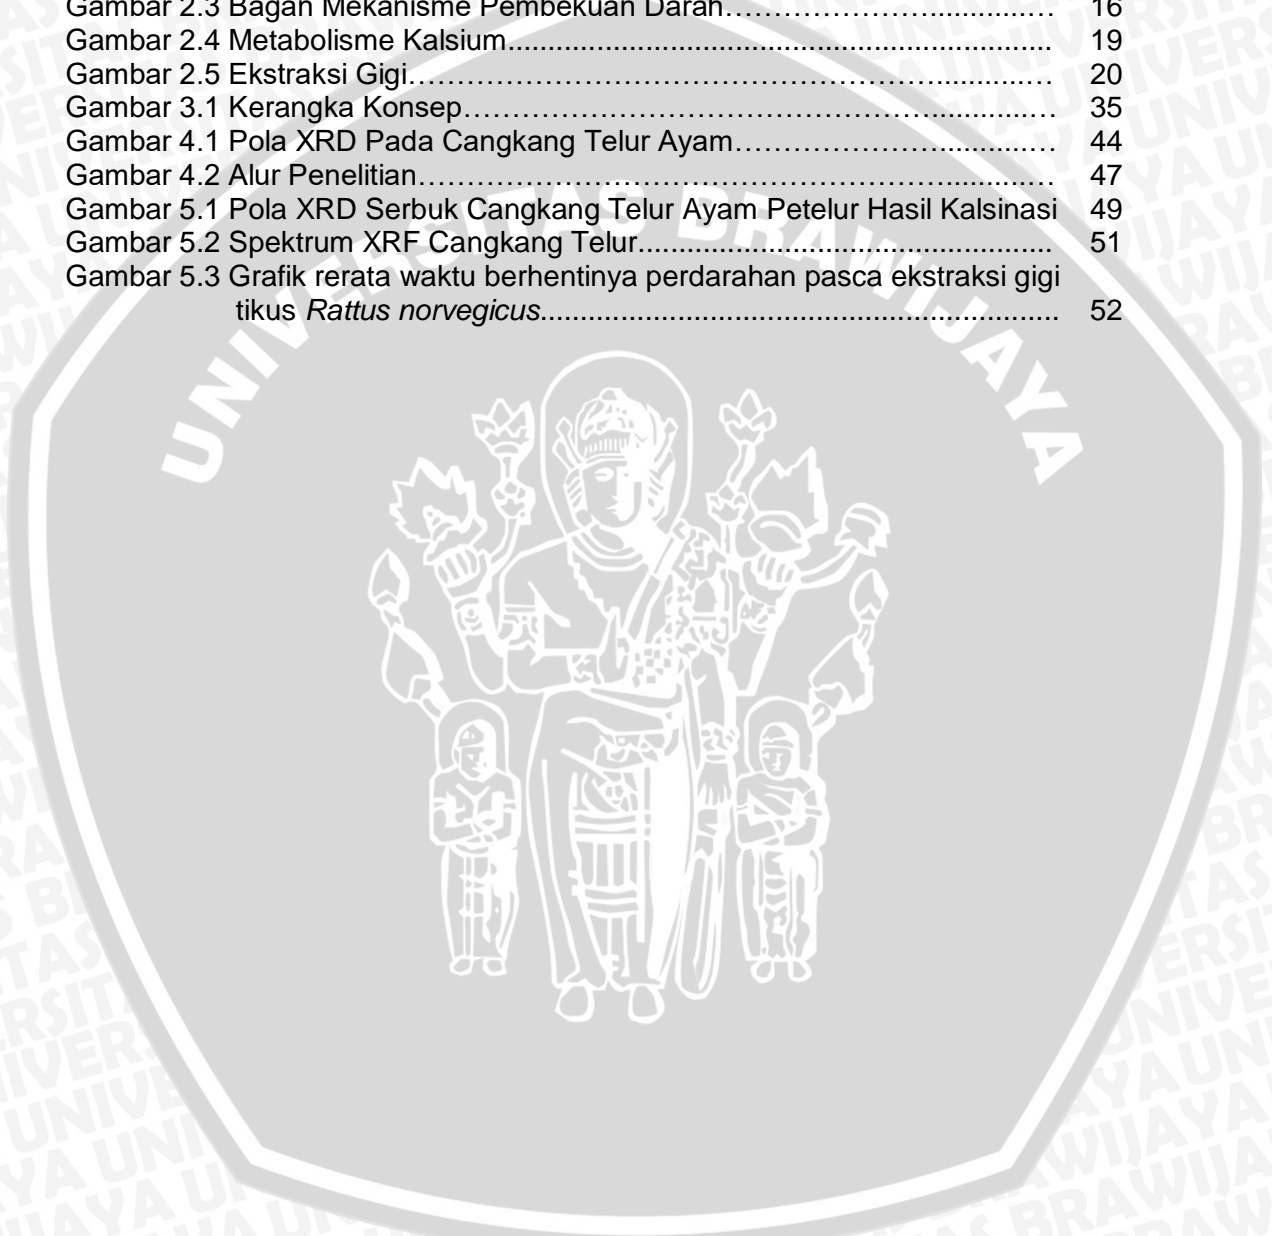 Gambar 2.3 Bagan Mekanisme Pembekuan Darah……………………...........… 16
Gambar 2.4 Metabolisme Kalsium.................................................................... 19
Gambar 2.5 Ekstraksi Gigi…………………………………………………...........… 20
Gambar 3.1 Kerangka Konsep……………………………………………...........… 35
Gambar 4.1 Pola XRD Pada Cangkang Telur Ayam……………………..........… 44
Gambar 4.2 Alur Penelitian…………………………………………………..........… 47
Gambar 5.1 Pola XRD Serbuk Cangkang Telur Ayam Petelur Hasil Kalsinasi 49
Gambar 5.2 Spektrum XRF Cangkang Telur.................................................... 51
Gambar 5.3 Grafik rerata waktu berhentinya perdarahan pasca ekstraksi gigi
tikus Rattus norvegicus................................................................. 52
UNIVERSITAS BRAWIJAYA